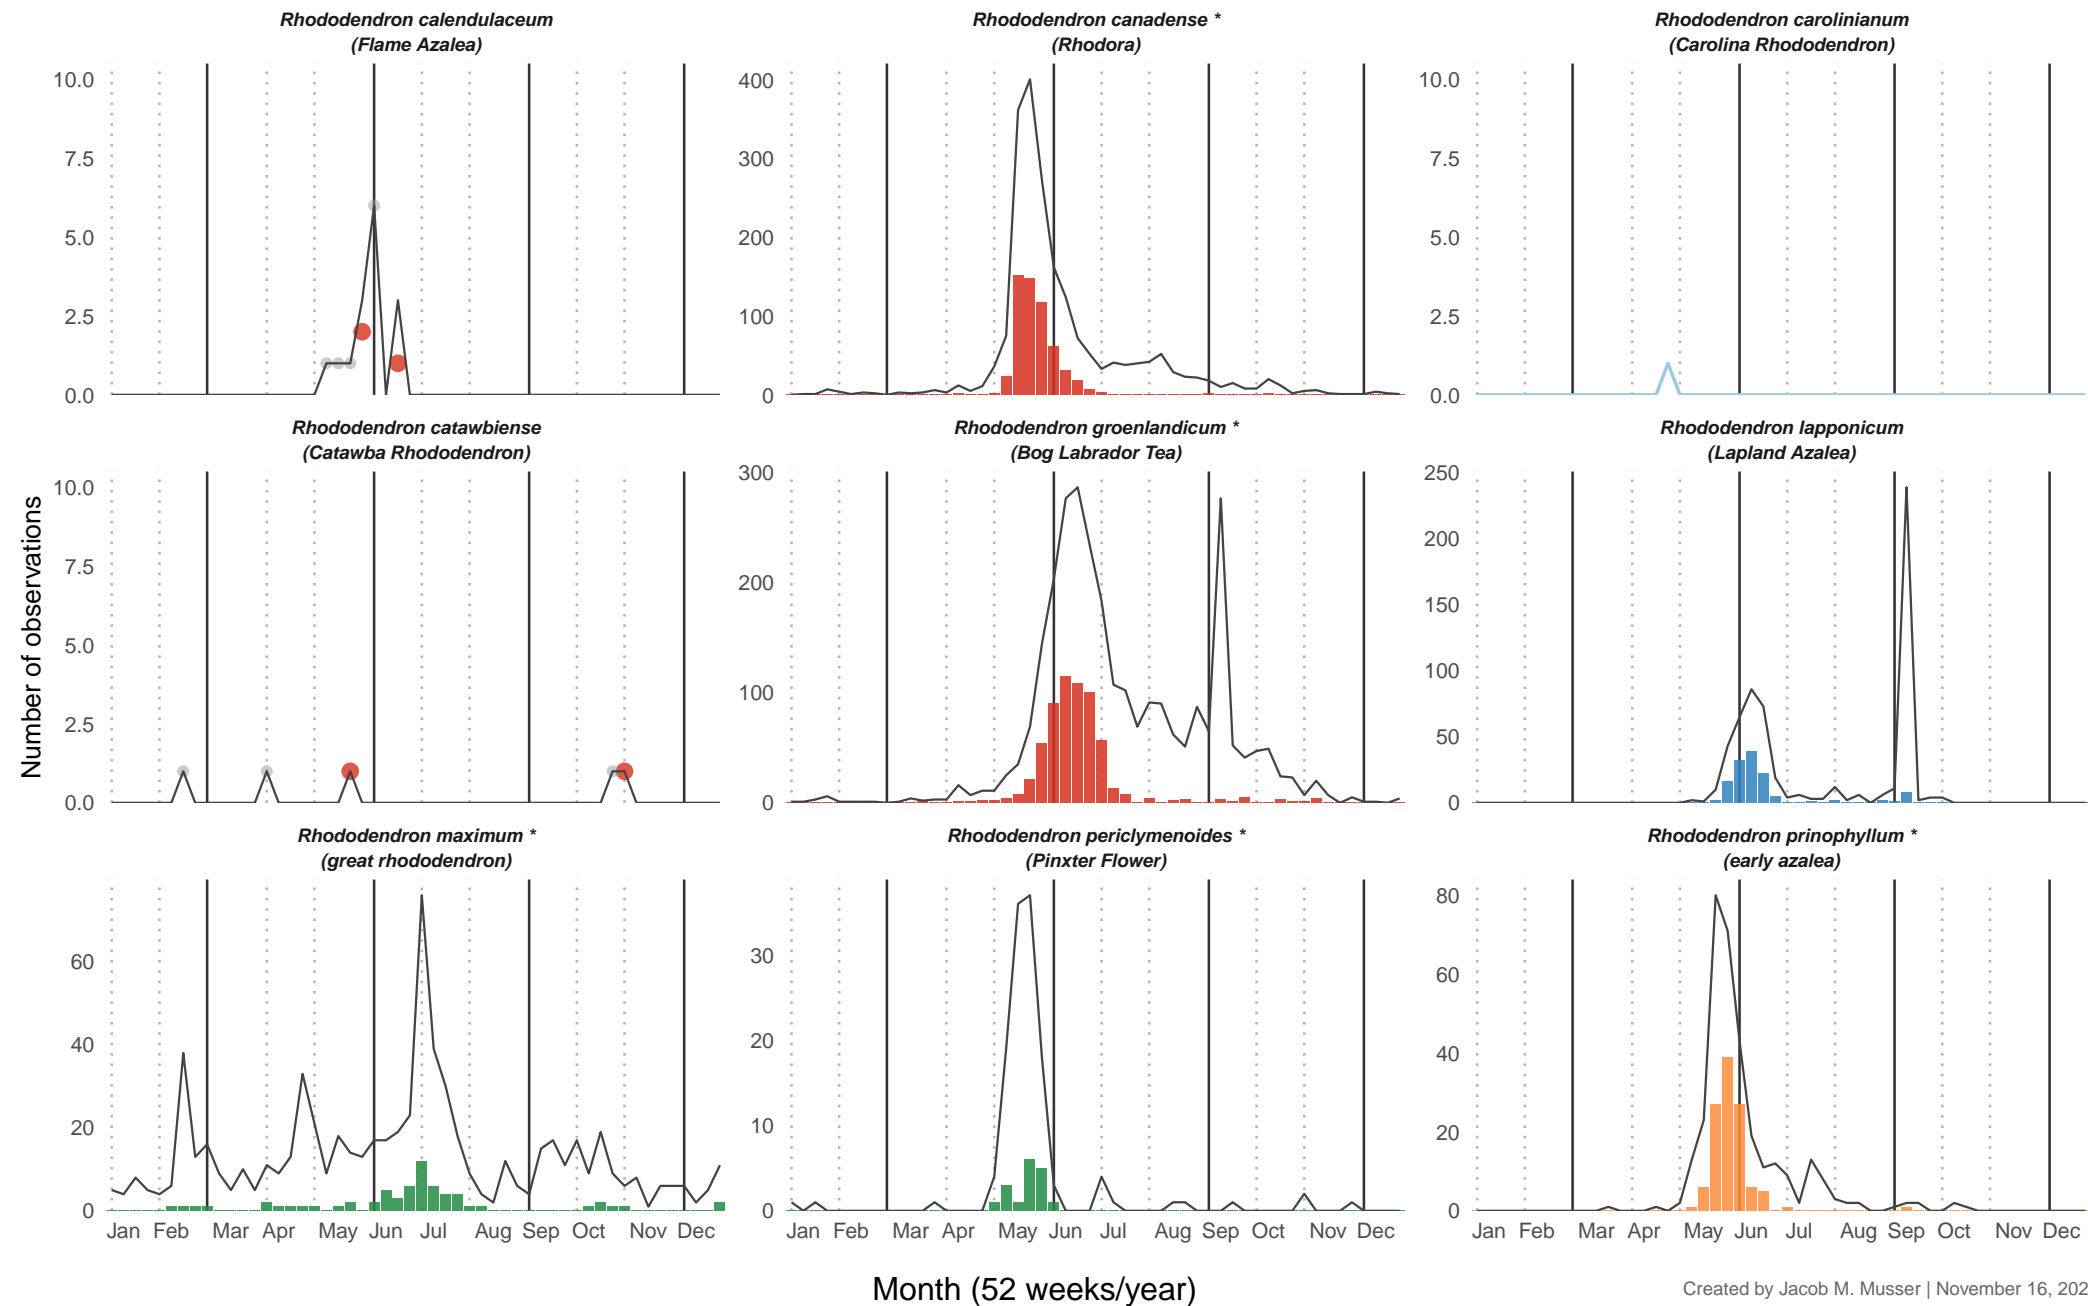 Rhododendron calendulaceum
(Flame Azalea)
Rhododendron canadense *
(Rhodora)
Rhododendron carolinianum
(Carolina Rhododendron)
10.0
7.5
5.0
2.5
0.0
400
300
200
100
0
10.0
7.5
5.0
2.5
0.0
Rhododendron catawbiense
(Catawba Rhododendron)
Rhododendron groenlandicum *
(Bog Labrador Tea)
Rhododendron lapponicum
(Lapland Azalea)
Number of observations
10.0
7.5
5.0
2.5
0.0
300
200
100
0
250
200
150
100
50
0
Rhododendron maximum *
(great rhododendron)
Rhododendron periclymenoides *
(Pinxter Flower)
Rhododendron prinophyllum *
(early azalea)
60
40
20
0
30
20
10
0
80
60
40
20
0
Jan Feb Mar Apr May Jun Jul Aug Sep Oct Nov Dec
Jan Feb Mar Apr May Jun Jul Aug Sep Oct Nov Dec
Jan Feb Mar Apr May Jun Jul Aug Sep Oct Nov Dec
Month (52 weeks/year)
Created by Jacob M. Musser | November 16, 202